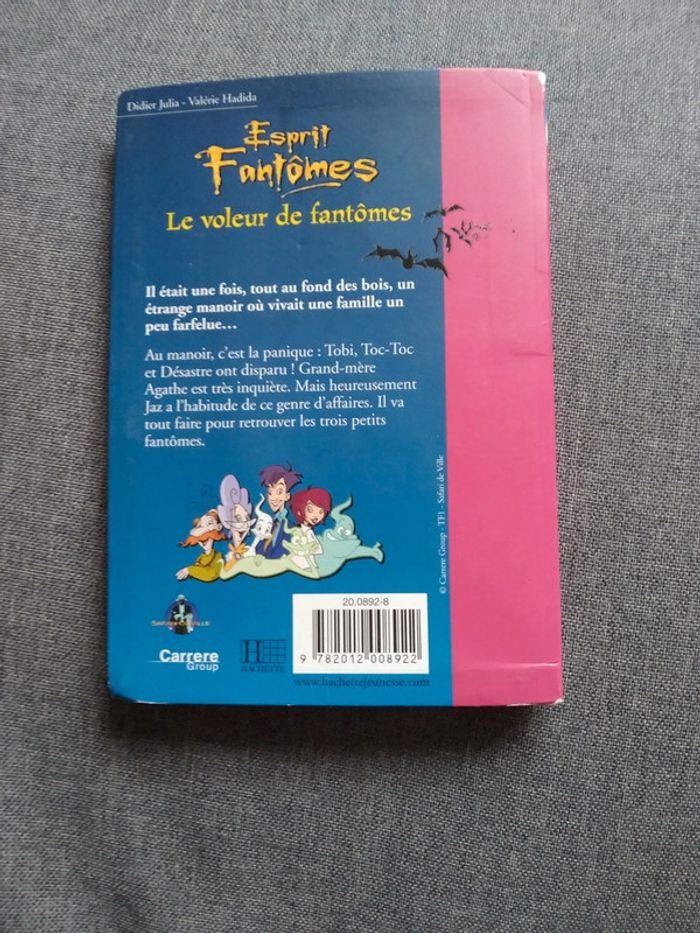 Didier Julia - Valérie Hadida
Esprit
Fantômes
Le voleur de fantômes
Il était une fois, tout au fond des bois, un
étrange manoir où vivait une famille un
peu farfelue…
Au manoir, c'est la panique : Tobi, Toc-Toc
et Désastre ont disparu ! Grand-mère
Agathe est très inquiète. Mais heureusement
Jaz a l'habitude de ce genre d'affaires. Il va
tout faire pour retrouver les trois petits
fantômes.
© Carrere Group - TF1 - Safari de Ville
20.0892-8
9 782012 008922
SAFARI DE VILLE
Carrere
Group
H
HACHETTE
www.hachettejeunesse.com